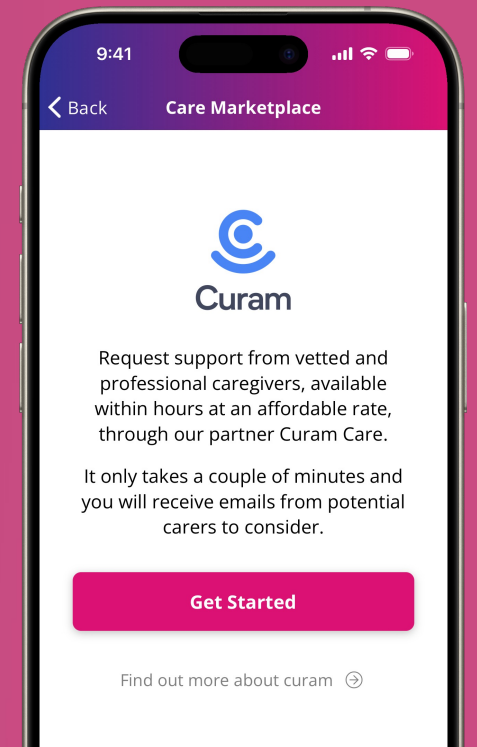 9:41
Back
Care Marketplace
Curam
Request support from vetted and
professional caregivers, available
within hours at an affordable rate,
through our partner Curam Care.
It only takes a couple of minutes and
you will receive emails from potential
carers to consider.
Get Started
Find out more about curam